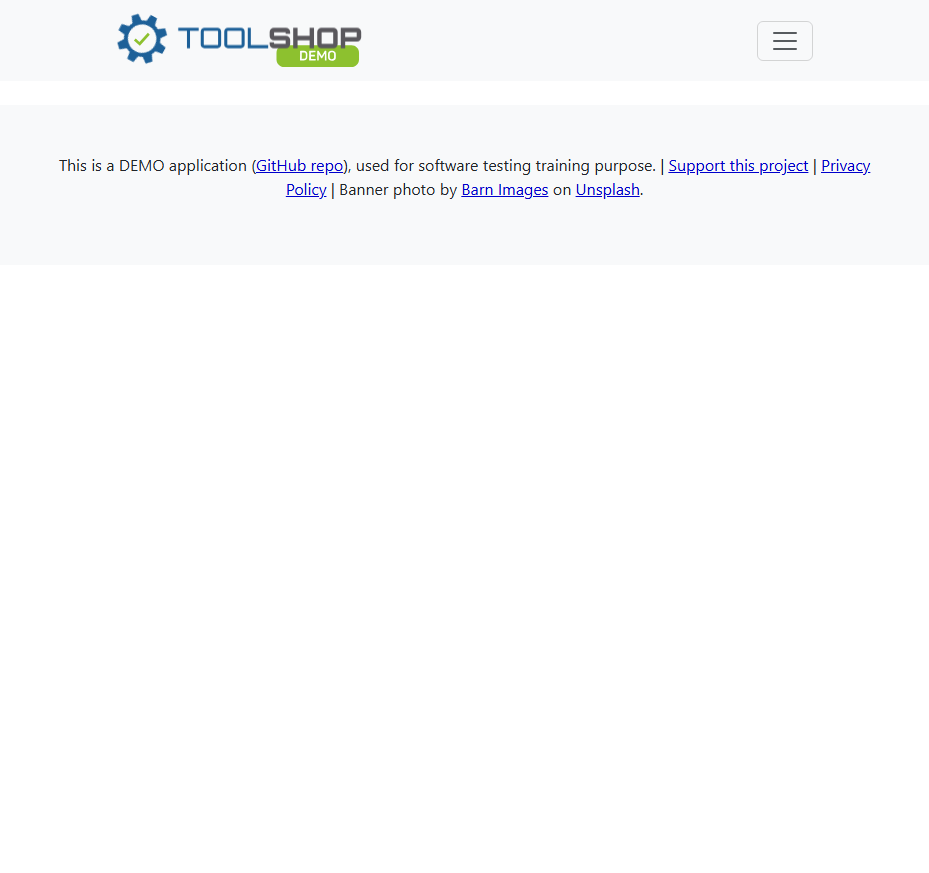 TOOLSHOP
DEMO
This is a DEMO application (GitHub repo), used for software testing training purpose. | Support this project | Privacy
Policy | Banner photo by Barn Images on Unsplash.